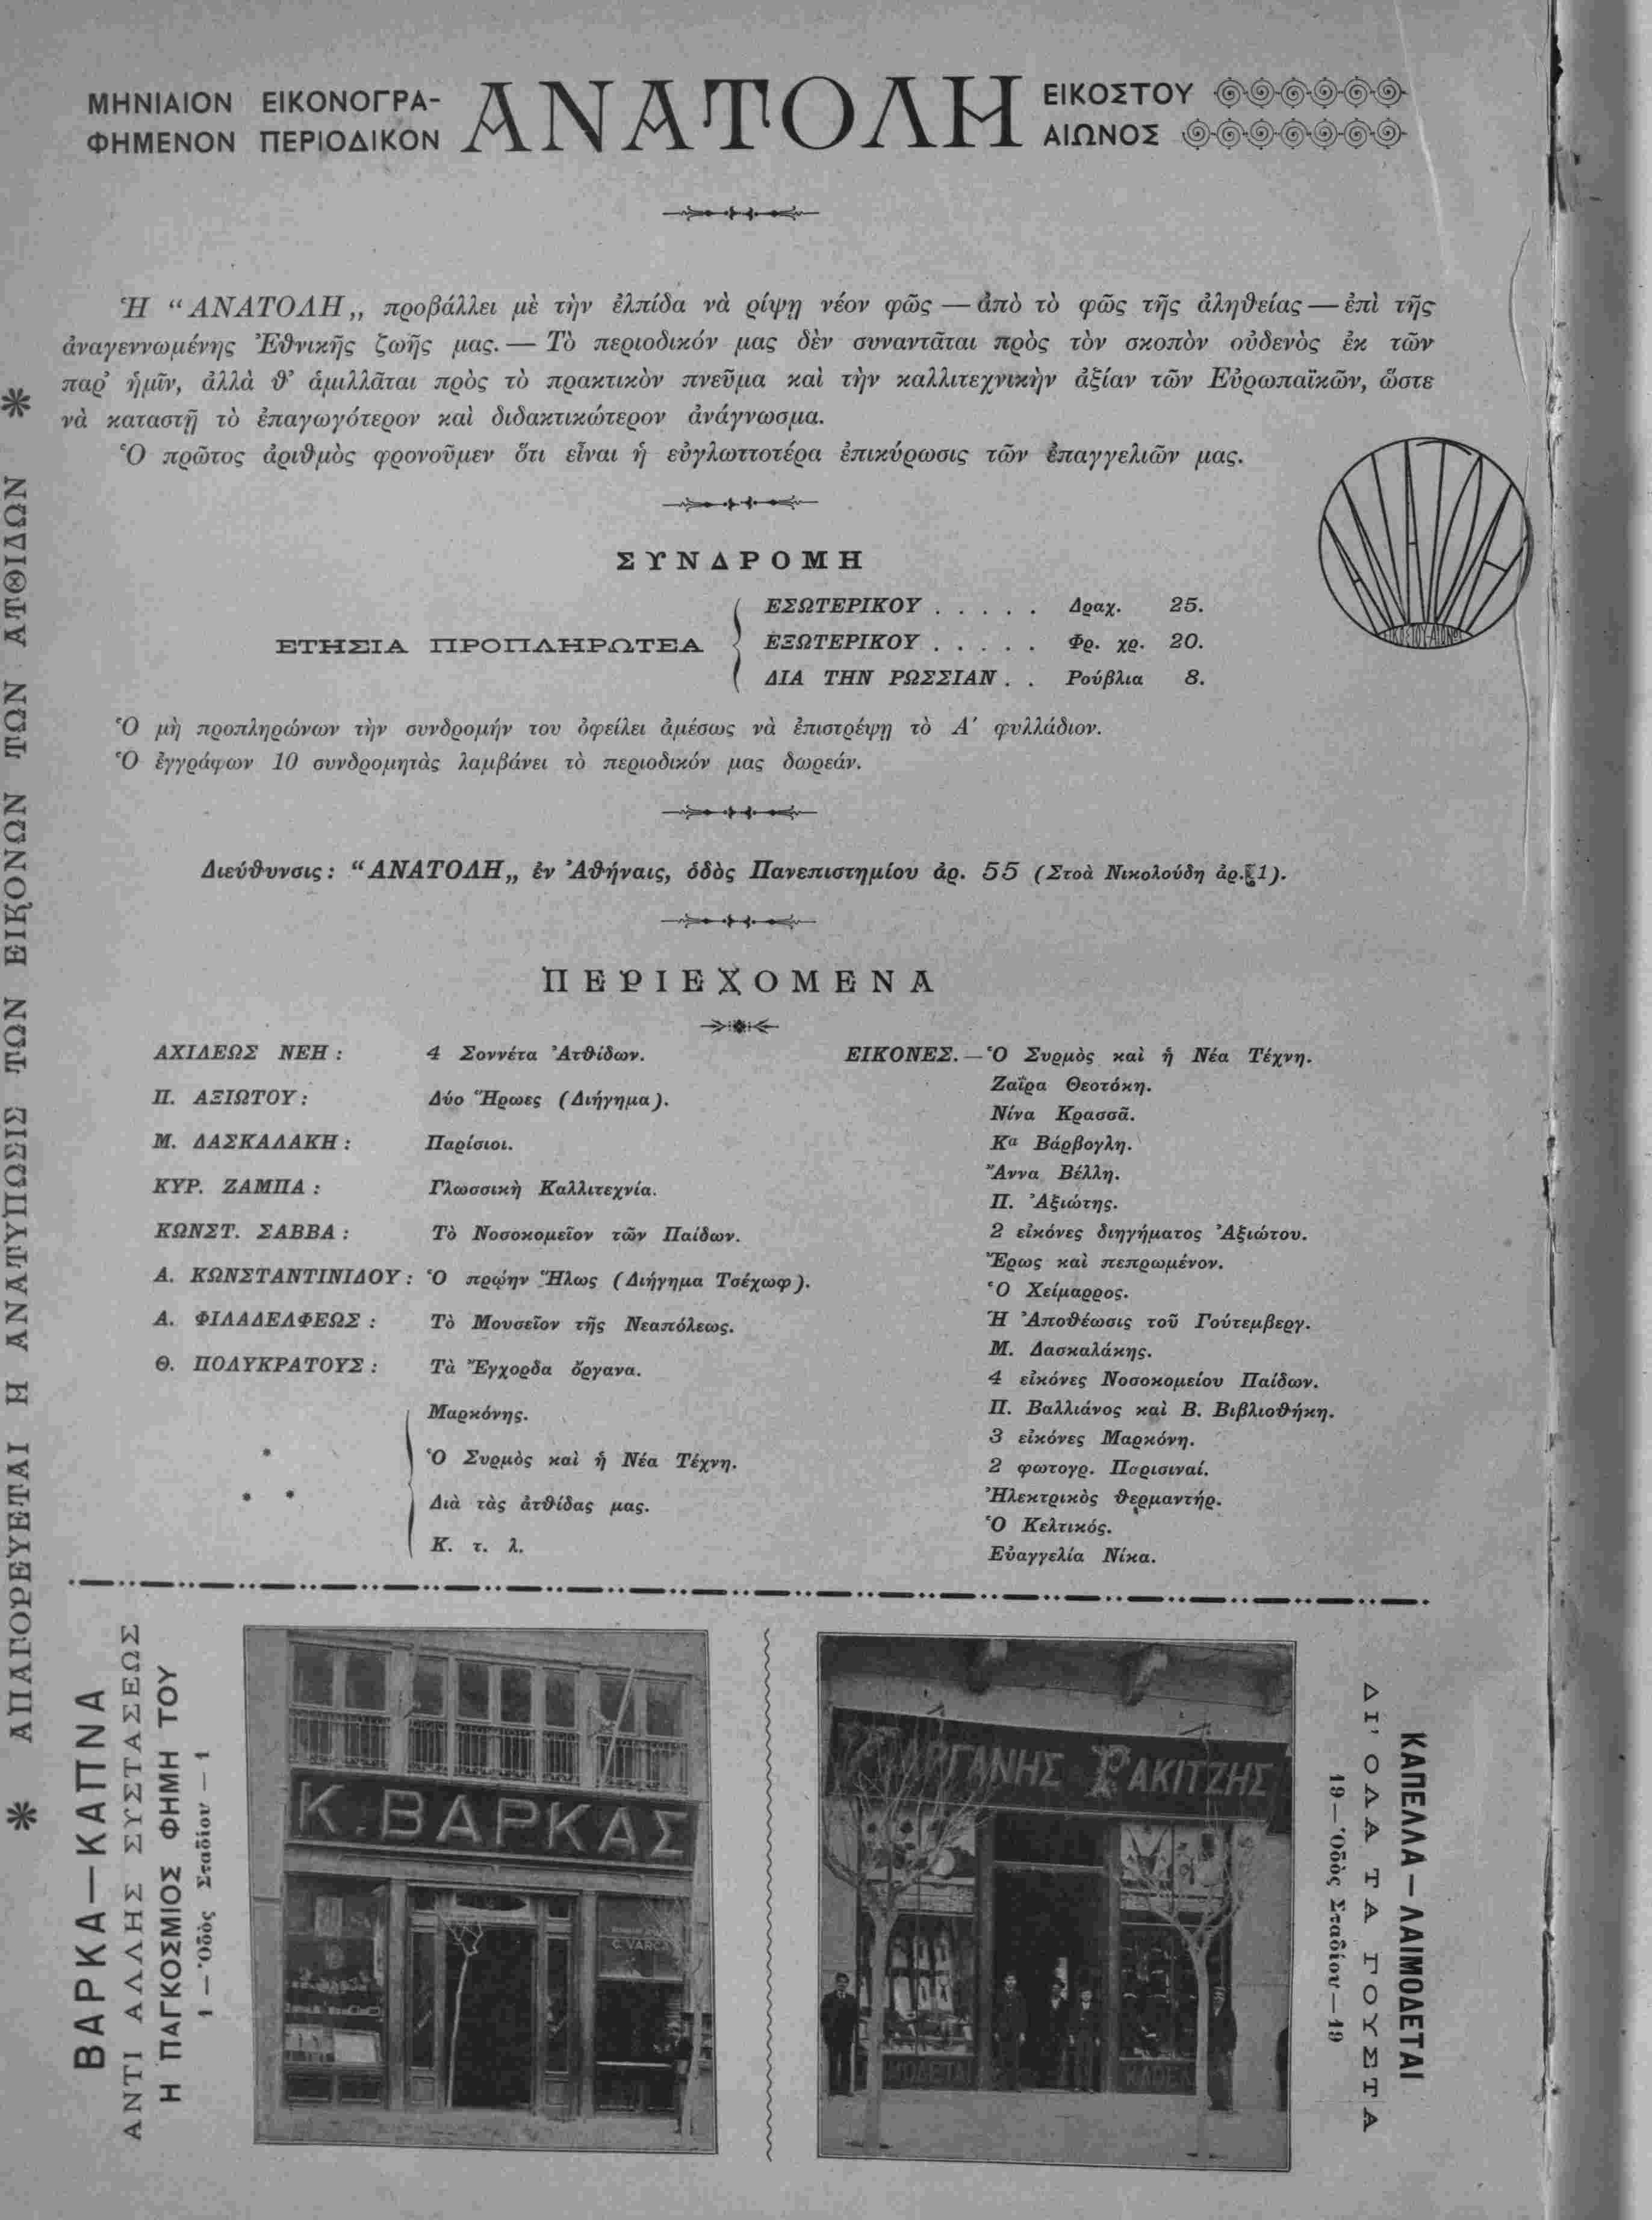 ΜΗΝΙΑΙΟΝ ΕΙΚΟΝΟΓΡΑ-
ΦΗΜΕΝΟΝ ΠΕΡΙΟΔΙΚΟΝ
ΑΝΑΤΟΛΗ
ΕΙΚΟΣΤΟΥ
ΑΙΩΝΟΣ
Ἡ “ΑΝΑΤΟΛΗ„ προβάλλει μὲ τὴν ἐλπίδα νὰ ρίψῃ νέον φῶς — ἀπὸ τὸ φῶς τῆς ἀληθείας — ἐπὶ τῆς
ἀναγεννωμένης Ἐθνικῆς ζωῆς μας. — Τὸ περιοδικόν μας δὲν συναντᾶται πρὸς τὸν σκοπὸν οὐδενὸς ἐκ τῶν
παρ’ ἡμῖν, ἀλλὰ θ’ ἁμιλλᾶται πρὸς τὸ πρακτικὸν πνεῦμα καὶ τὴν καλλιτεχνικὴν ἀξίαν τῶν Εὐρωπαϊκῶν, ὥστε
νὰ καταστῇ τὸ ἐπαγωγότερον καὶ διδακτικώτερον ἀνάγνωσμα.
Ὁ πρῶτος ἀριθμὸς φρονοῦμεν ὅτι εἶναι ἡ εὐγλωττοτέρα ἐπικύρωσις τῶν ἐπαγγελιῶν μας.
ΣΥΝΔΡΟΜΗ
ΕΤΗΣΙΑ ΠΡΟΠΛΗΡΩΤΕΑ
ΕΣΩΤΕΡΙΚΟΥ . . . . . Δραχ. 25.
ΕΞΩΤΕΡΙΚΟΥ . . . . . Φρ. χρ. 20.
ΔΙΑ ΤΗΝ ΡΩΣΣΙΑΝ . . Ρούβλια 8.
ΕΙΚΟΣΤΟΥ-ΑΙΩΝΟΣ
Ὁ μὴ προπληρώνων τὴν συνδρομήν του ὀφείλει ἀμέσως νὰ ἐπιστρέψῃ τὸ Α΄ φυλλάδιον.
Ὁ ἐγγράφων 10 συνδρομητὰς λαμβάνει τὸ περιοδικόν μας δωρεάν.
Διεύθυνσις: “ΑΝΑΤΟΛΗ„ ἐν Ἀθήναις, ὁδὸς Πανεπιστημίου ἀρ. 55 (Στοὰ Νικολούδη ἀρ. 1).
ΠΕΡΙΕΧΟΜΕΝΑ
ΑΧΙΛΕΩΣ ΝΕΗ: 4 Σοννέτα Ἀτθίδων.
Π. ΑΞΙΩΤΟΥ: Δύο Ἥρωες (Διήγημα).
Μ. ΔΑΣΚΑΛΑΚΗ: Παρίσιοι.
ΚΥΡ. ΖΑΜΠΑ: Γλωσσικὴ Καλλιτεχνία.
ΚΩΝΣΤ. ΣΑΒΒΑ: Τὸ Νοσοκομεῖον τῶν Παίδων.
Α. ΚΩΝΣΤΑΝΤΙΝΙΔΟΥ: Ὁ πρῴην Ἥλως (Διήγημα Τσέχωφ).
Α. ΦΙΛΑΔΕΛΦΕΩΣ: Τὸ Μουσεῖον τῆς Νεαπόλεως.
Θ. ΠΟΛΥΚΡΑΤΟΥΣ: Τὰ Ἔγχορδα ὄργανα.
Μαρκόνης.
Ὁ Συρμὸς καὶ ἡ Νέα Τέχνη.
Διὰ τὰς ἀτθίδας μας.
Κ. τ. λ.
ΕΙΚΟΝΕΣ. — Ὁ Συρμὸς καὶ ἡ Νέα Τέχνη.
Ζαΐρα Θεοτόκη.
Νίνα Κρασσᾶ.
Κα Βάρβογλη.
Ἄννα Βέλλη.
Π. Ἀξιώτης.
2 εἰκόνες διηγήματος Ἀξιώτου.
Ἔρως καὶ πεπρωμένον.
Ὁ Χείμαρρος.
Ἡ Ἀποθέωσις τοῦ Γούτεμβεργ.
Μ. Δασκαλάκης.
4 εἰκόνες Νοσοκομείου Παίδων.
Π. Βαλλιάνος καὶ Β. Βιβλιοθήκη.
3 εἰκόνες Μαρκόνη.
2 φωτογρ. Παρισιναί.
Ἠλεκτρικὸς θερμαντήρ.
Ὁ Κελτικός.
Εὐαγγελία Νίκα.
ΑΠΑΓΟΡΕΥΕΤΑΙ Η ΑΝΑΤΥΠΩΣΙΣ ΤΩΝ ΕΙΚΟΝΩΝ ΤΩΝ ΑΤΘΙΔΩΝ
ΒΑΡΚΑ—ΚΑΠΝΑ
ΑΝΤΙ ΑΛΛΗΣ ΣΥΣΤΑΣΕΩΣ
Η ΠΑΓΚΟΣΜΙΟΣ ΦΗΜΗ ΤΟΥ
1 — Ὁδὸς Σταδίου — 1
Κ. ΒΑΡΚΑΣ
C. VARCA
ΡΑΚΙΤΖΗΣ
ΚΑΠΕΛΛΑ — ΛΑΙΜΟΔΕΤΑΙ
ΔΙ’ ΟΛΑ ΤΑ ΓΟΥΣΤΑ
19 — Ὁδὸς Σταδίου — 19